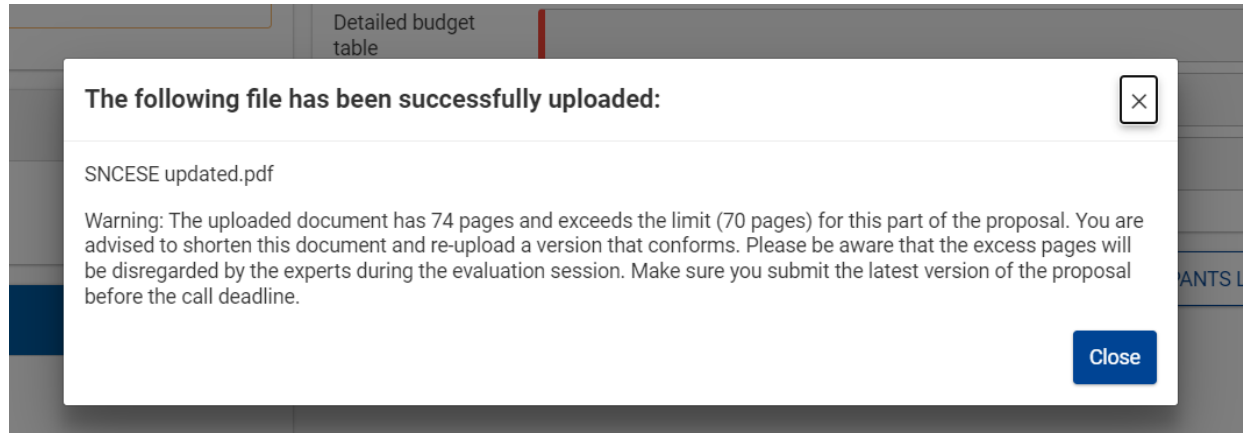 Detailed budget
table
The following file has been successfully uploaded:
SNCESE updated.pdf
Warning: The uploaded document has 74 pages and exceeds the limit (70 pages) for this part of the proposal. You are
advised to shorten this document and re-upload a version that conforms. Please be aware that the excess pages will
be disregarded by the experts during the evaluation session. Make sure you submit the latest version of the proposal
before the call deadline.
PANTS L
Close